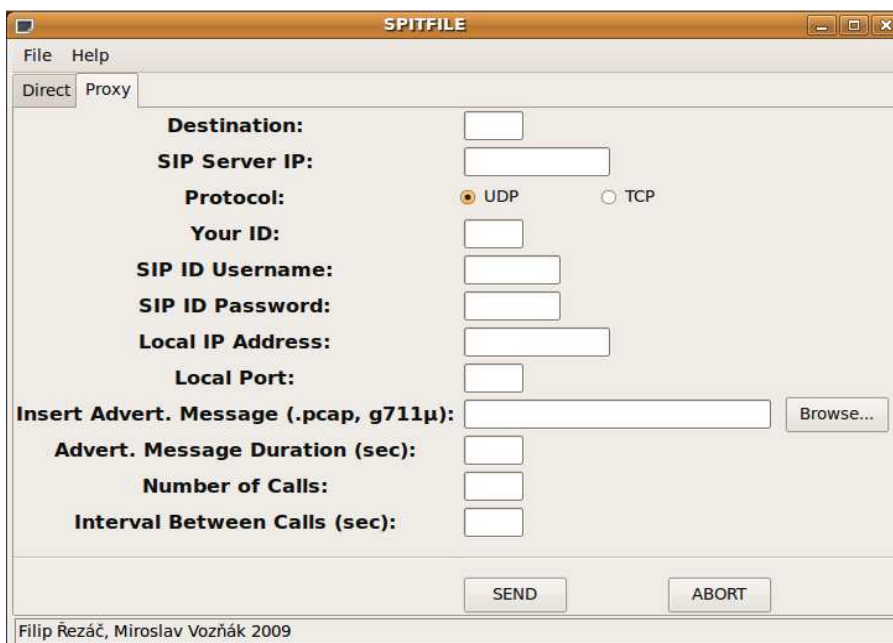 SPITFILE
File Help
Direct Proxy
Destination:
SIP Server IP:
Protocol: UDP TCP
Your ID:
SIP ID Username:
SIP ID Password:
Local IP Address:
Local Port:
Insert Advert. Message (.pcap, g711µ): Browse...
Advert. Message Duration (sec):
Number of Calls:
Interval Between Calls (sec):
SEND ABORT
Filip Řezáč, Miroslav Vozňák 2009